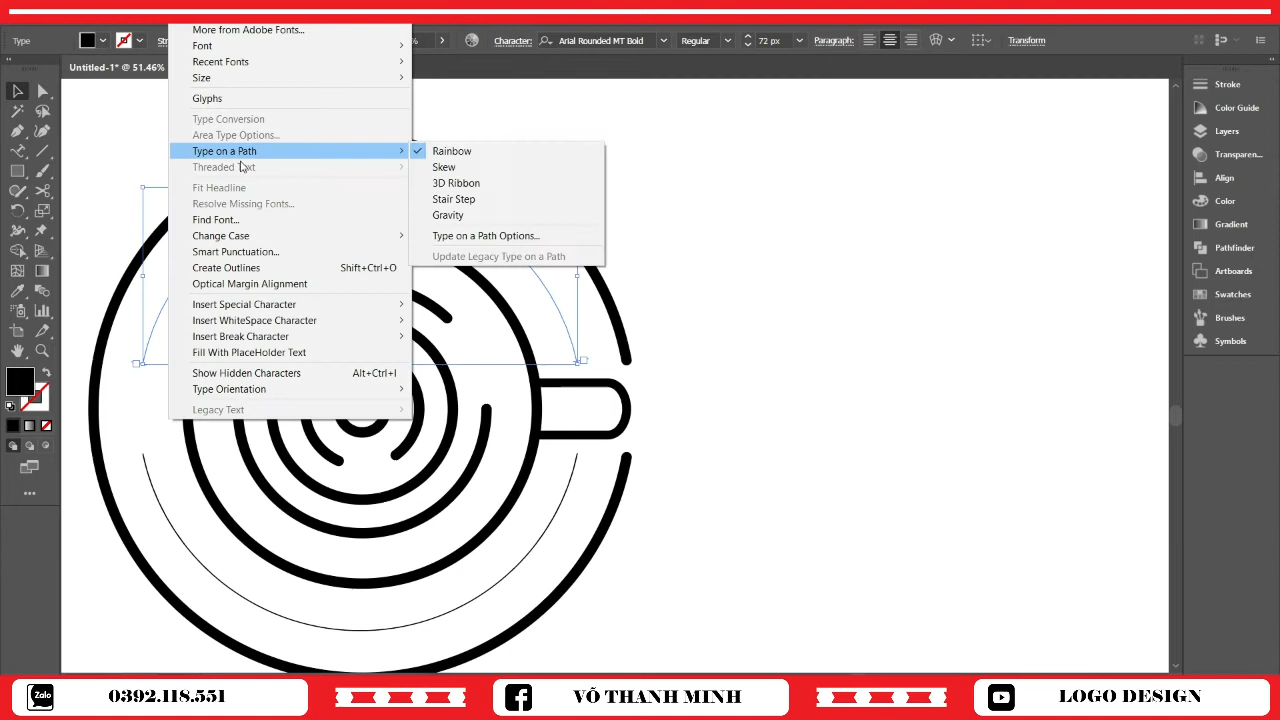 Type
Character:
Arial Rounded MT Bold
Regular
72 px
Paragraph:
Transform
Untitled-1* @ 51.46%
More from Adobe Fonts...
Font
Recent Fonts
Size
Glyphs
Type Conversion
Area Type Options...
Type on a Path
Threaded Text
Fit Headline
Resolve Missing Fonts...
Find Font...
Change Case
Smart Punctuation...
Create Outlines Shift+Ctrl+O
Optical Margin Alignment
Insert Special Character
Insert WhiteSpace Character
Insert Break Character
Fill With PlaceHolder Text
Show Hidden Characters Alt+Ctrl+I
Type Orientation
Legacy Text
Rainbow
Skew
3D Ribbon
Stair Step
Gravity
Type on a Path Options...
Update Legacy Type on a Path
Stroke
Color Guide
Layers
Transparen...
Align
Color
Gradient
Pathfinder
Artboards
Swatches
Brushes
Symbols
Zalo
0392.118.551
VÕ THANH MINH
LOGO DESIGN